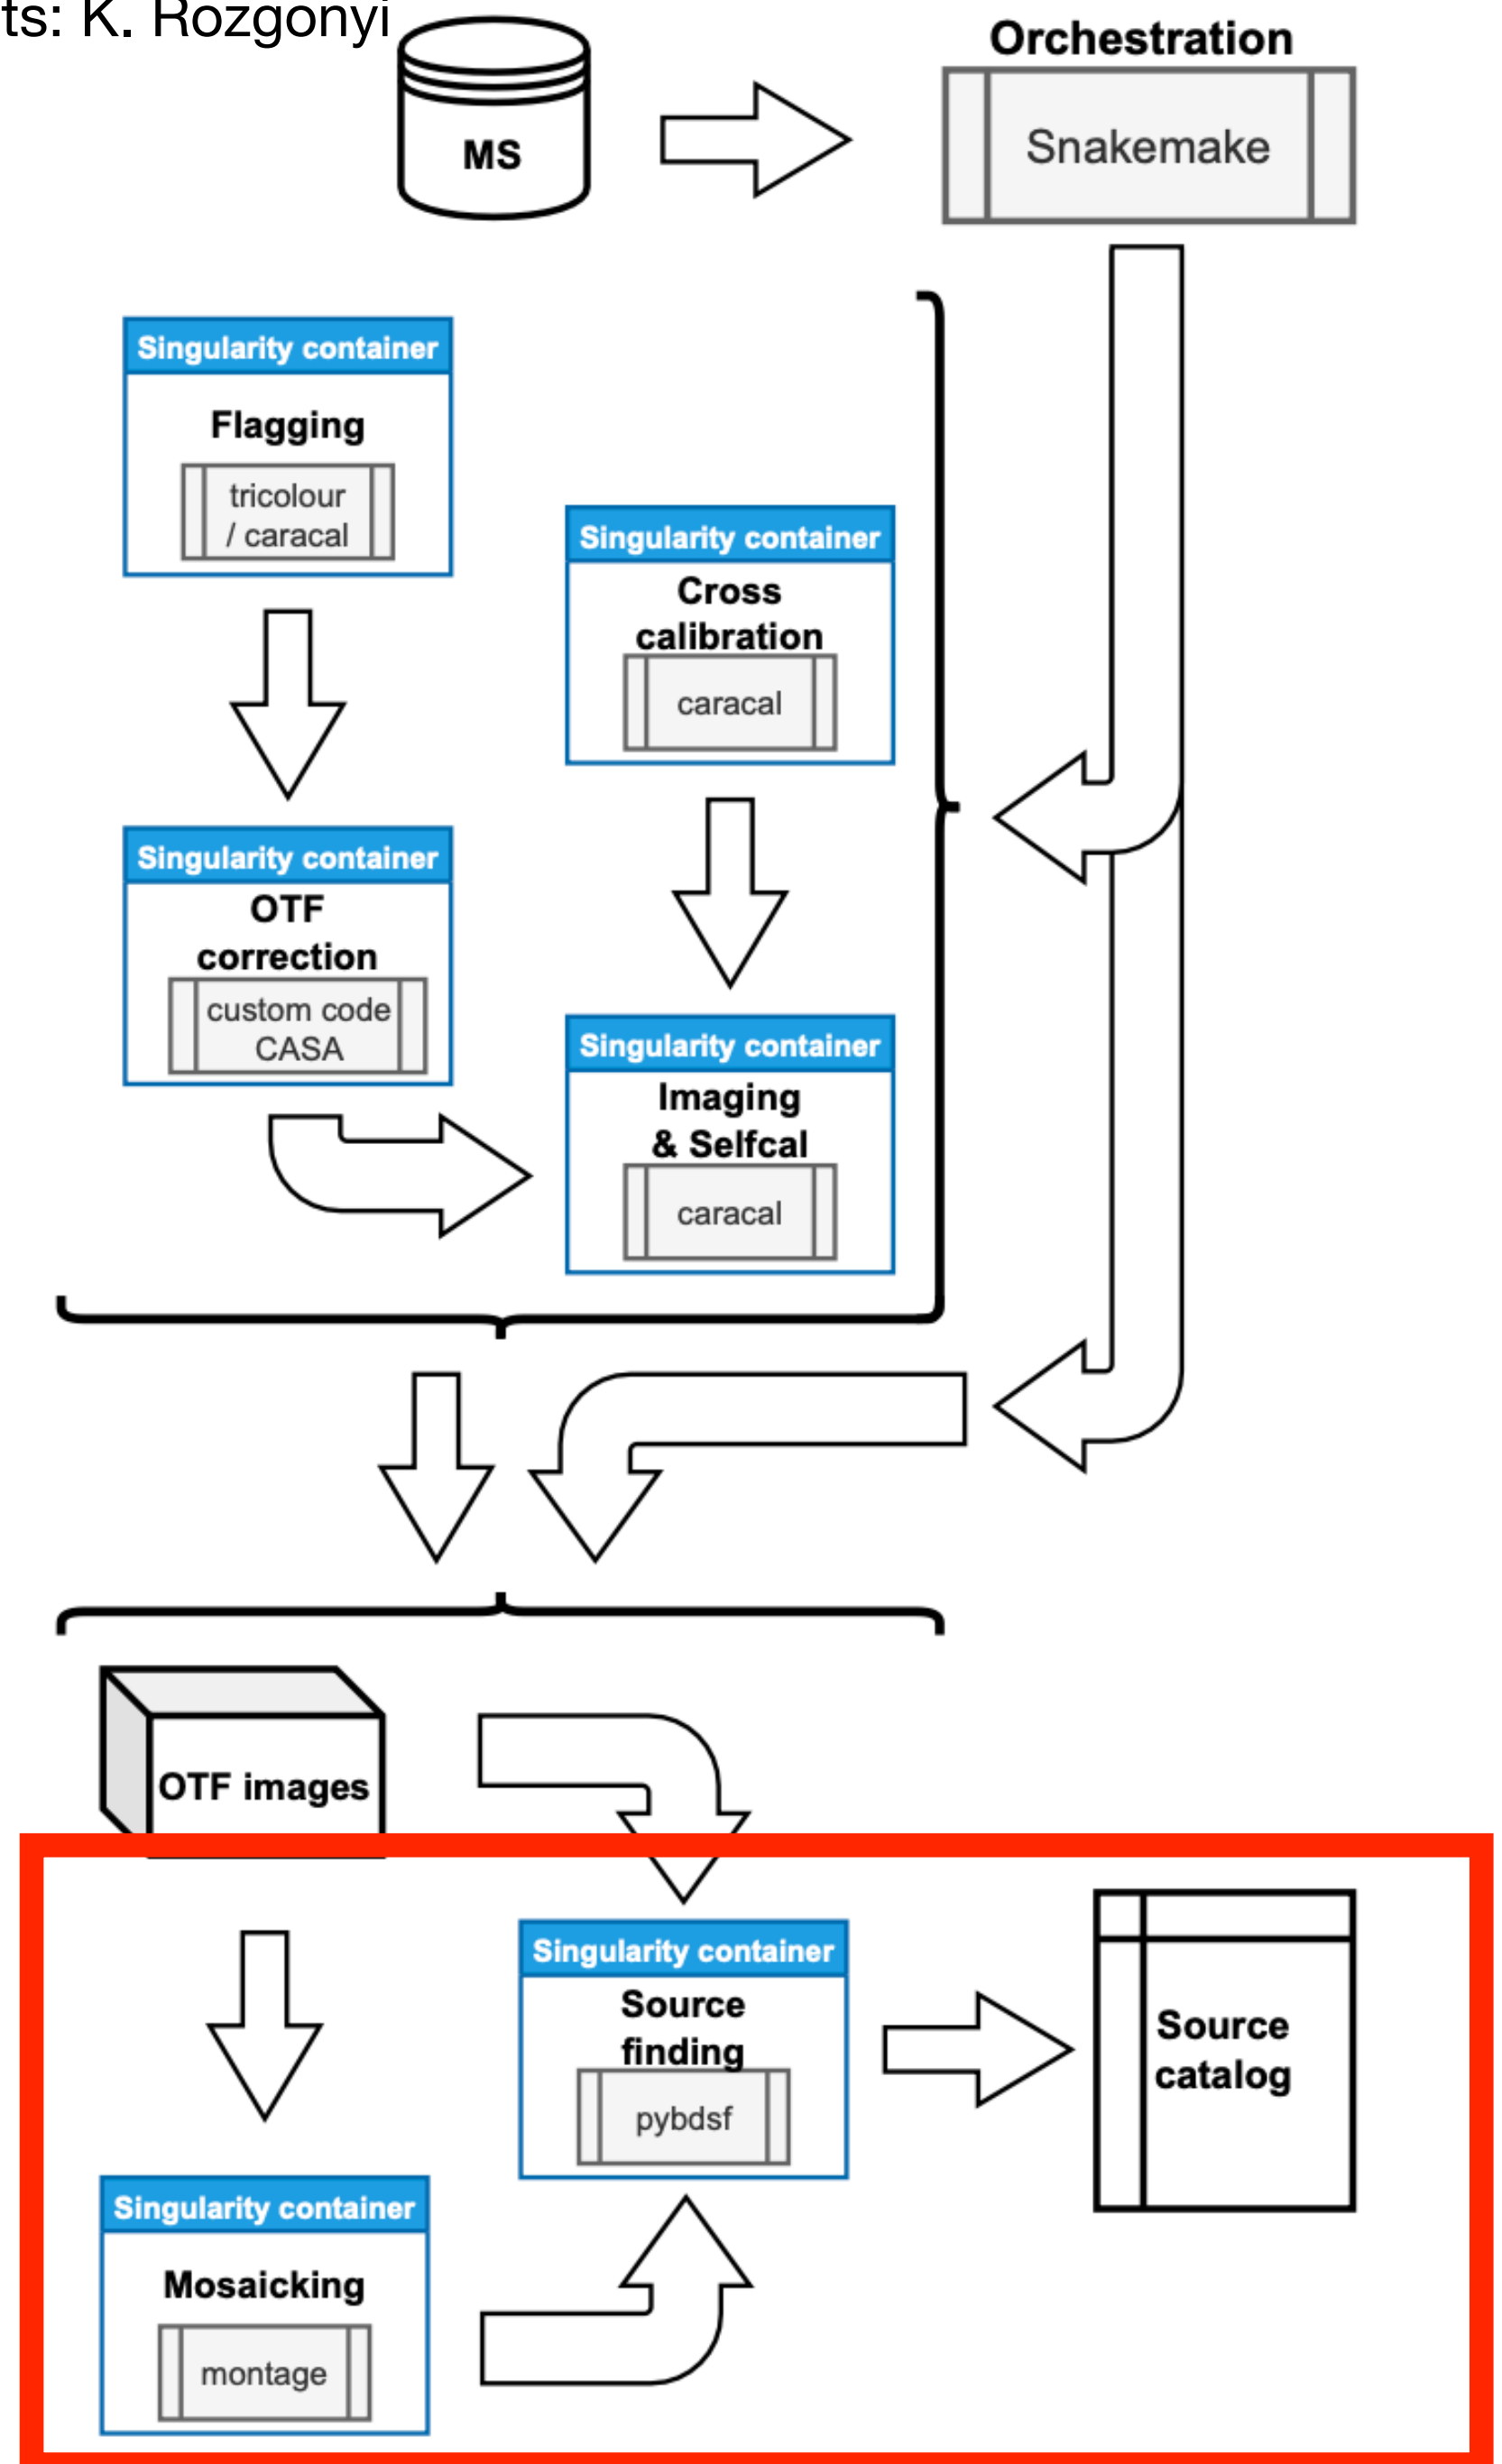 ts: K. Rozgonyi
MS
Orchestration
Snakemake
Singularity container
Flagging
tricolour
/ caracal
Singularity container
Cross
calibration
caracal
Singularity container
OTF
correction
custom code
CASA
Singularity container
Imaging
& Selfcal
caracal
OTF images
Singularity container
Source
finding
pybdsf
Source
catalog
Singularity container
Mosaicking
montage